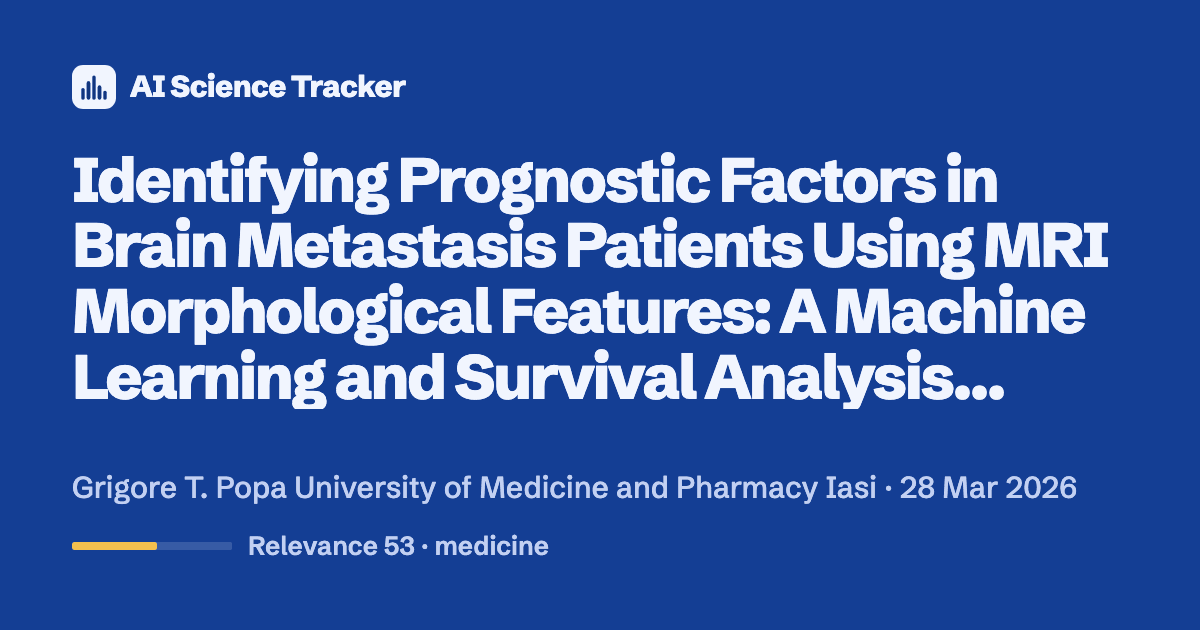 AI Science Tracker
Identifying Prognostic Factors in
Brain Metastasis Patients Using MRI
Morphological Features: A Machine
Learning and Survival Analysis...
Grigore T. Popa University of Medicine and Pharmacy Iasi · 28 Mar 2026
Relevance 53 · medicine